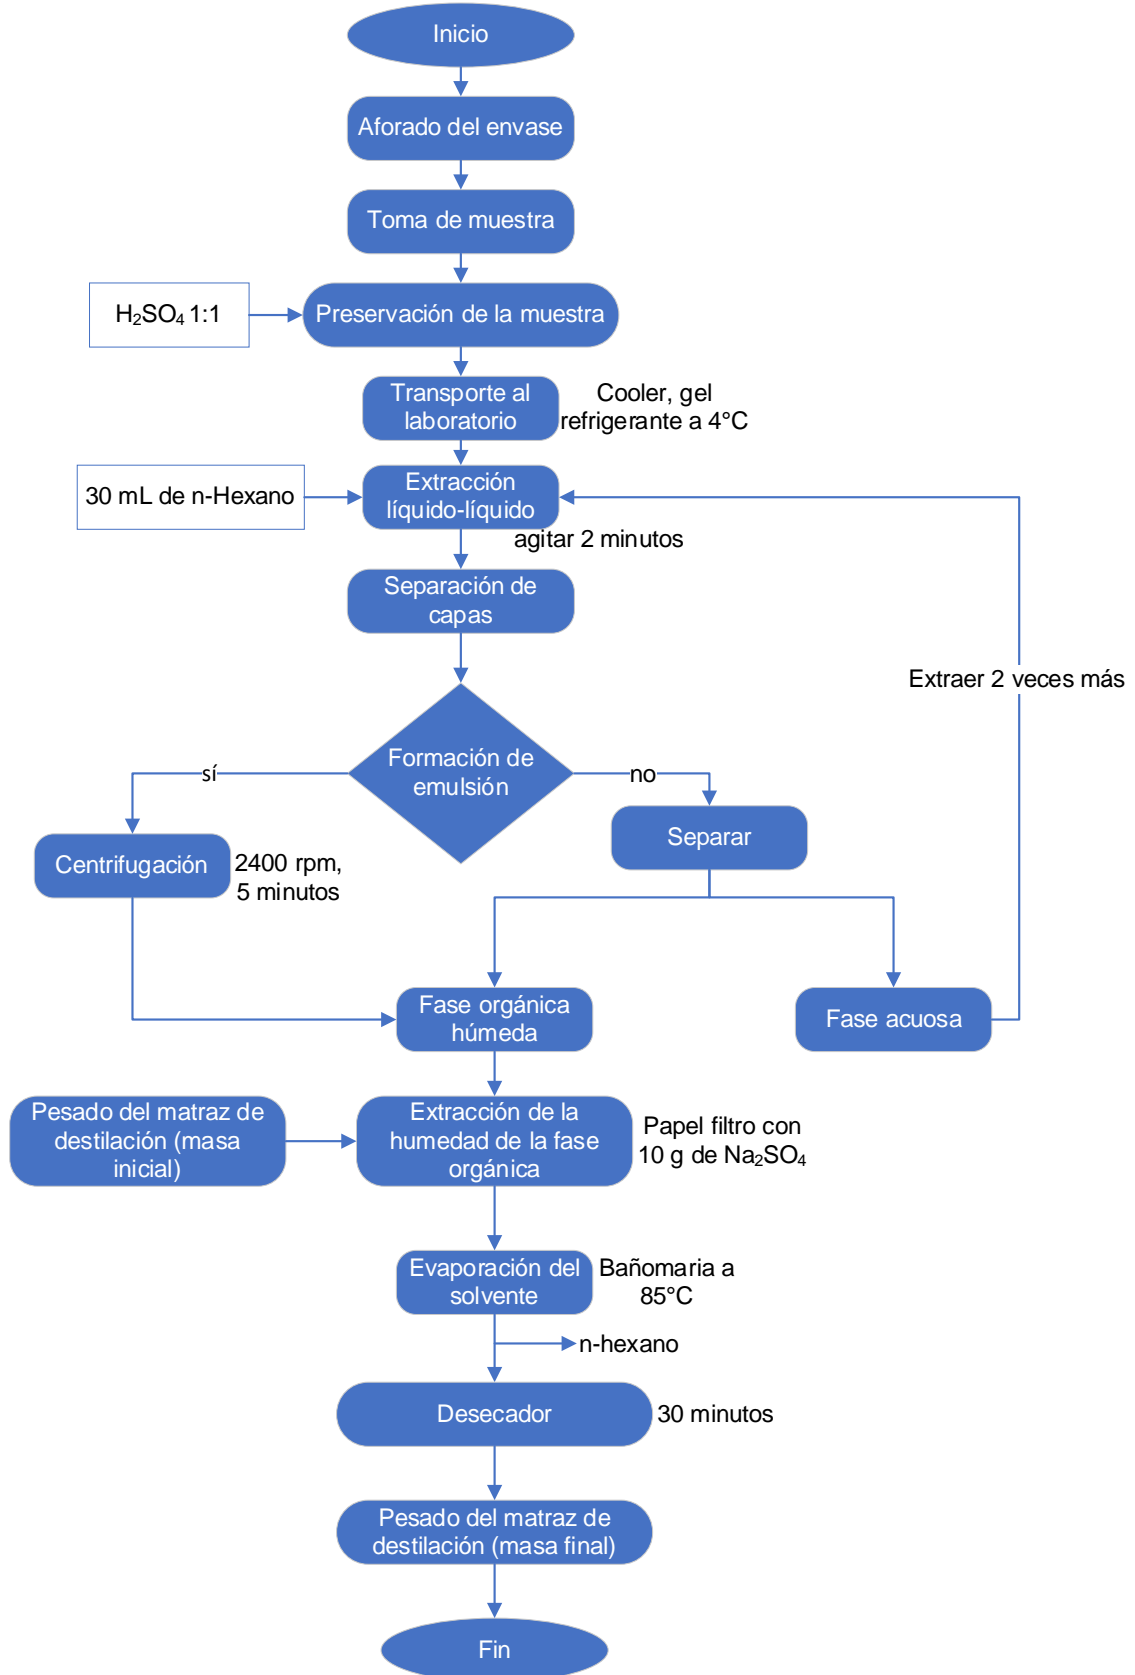 Inicio
Aforado del envase
Toma de muestra
H₂SO₄ 1:1
Preservación de la muestra
Transporte al
laboratorio
Cooler, gel
refrigerante a 4°C
30 mL de n-Hexano
Extracción
líquido-líquido
agitar 2 minutos
Separación de
capas
Extraer 2 veces más
Formación de
emulsión
sí
no
Separar
Centrifugación
2400 rpm,
5 minutos
Fase orgánica
húmeda
Fase acuosa
Pesado del matraz de
destilación (masa
inicial)
Extracción de la
humedad de la fase
orgánica
Papel filtro con
10 g de Na₂SO₄
Evaporación del
solvente
Bañomaria a
85°C
n-hexano
Desecador
30 minutos
Pesado del matraz de
destilación (masa final)
Fin